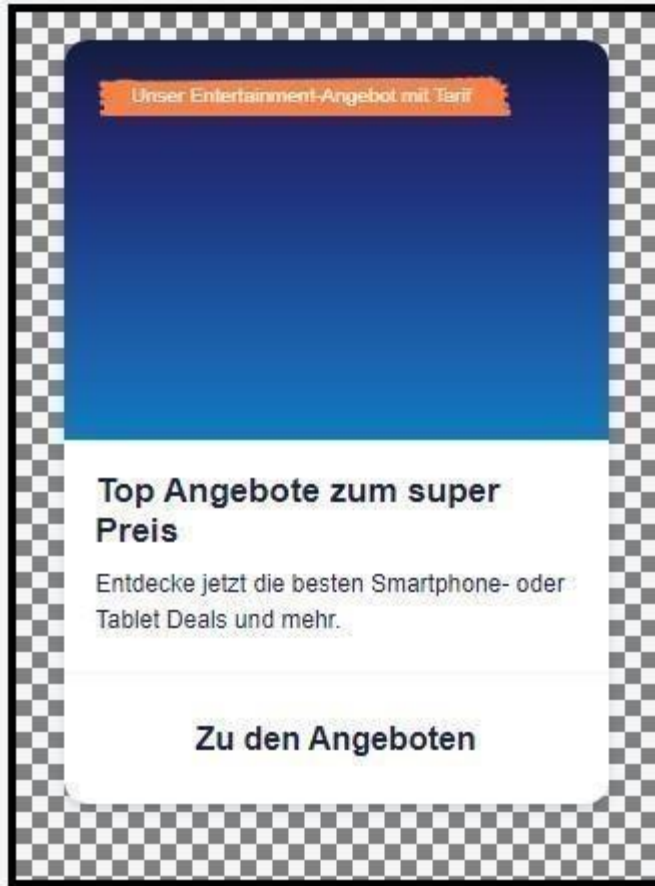 Unser Entertainment-Angebot mit Tarif
Top Angebote zum super
Preis
Entdecke jetzt die besten Smartphone- oder
Tablet Deals und mehr.
Zu den Angeboten